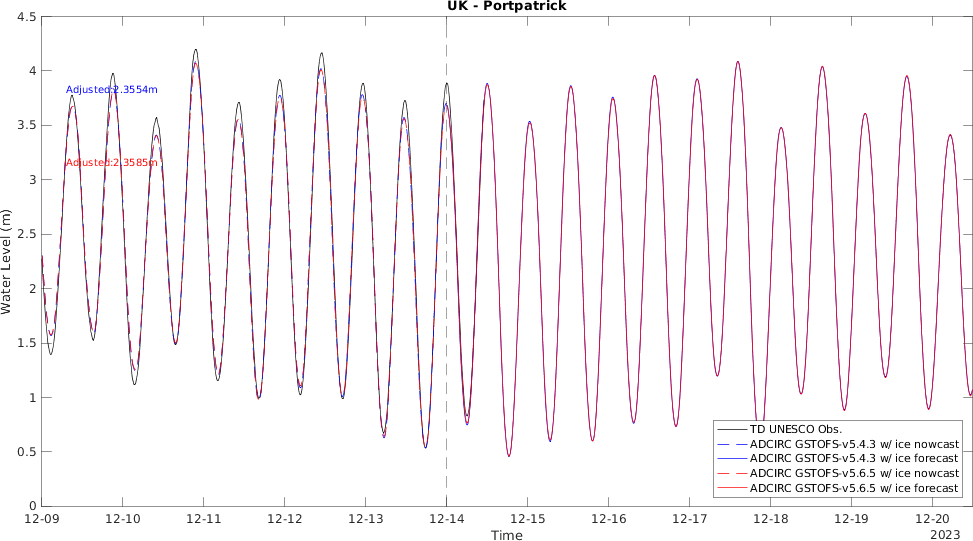 UK - Portpatrick
4.5
4
3.5
3
2.5
2
1.5
1
0.5
0
Water Level (m)
Adjusted:2.3554m
Adjusted:2.3585m
TD UNESCO Obs.
ADCIRC GSTOFS-v5.4.3 w/ ice nowcast
ADCIRC GSTOFS-v5.4.3 w/ ice forecast
ADCIRC GSTOFS-v5.6.5 w/ ice nowcast
ADCIRC GSTOFS-v5.6.5 w/ ice forecast
12-09 12-10 12-11 12-12 12-13 12-14 12-15 12-16 12-17 12-18 12-19 12-20
Time
2023